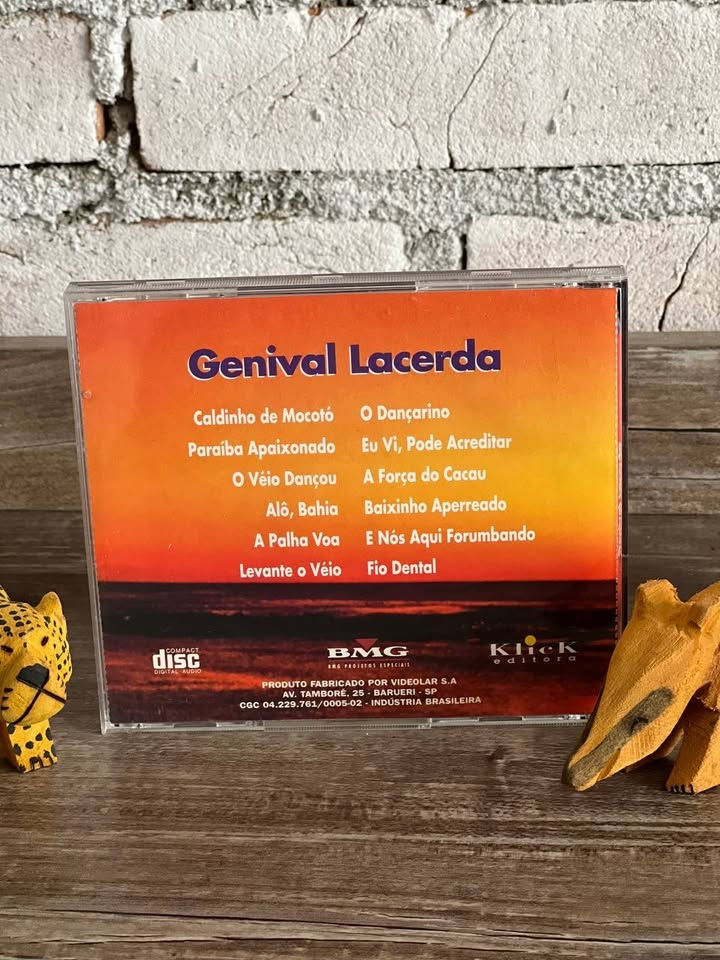 Genival Lacerda
Caldinho de Mocotó
Paraíba Apaixonado
O Véio Dançou
Alô, Bahia
A Palha Voa
Levante o Véio
O Dançarino
Eu Vi, Pode Acreditar
A Força do Cacau
Baixinho Aperreado
E Nós Aqui Forumbando
Fio Dental
COMPACT
disc
DIGITAL AUDIO
BMG
BMG PROJETOS ESPECIAIS
Klick
editora
PRODUTO FABRICADO POR VIDEOLAR S.A
AV. TAMBORÉ, 25 - BARUERI - SP
CGC 04.229.761/0005-02 - INDÚSTRIA BRASILEIRA